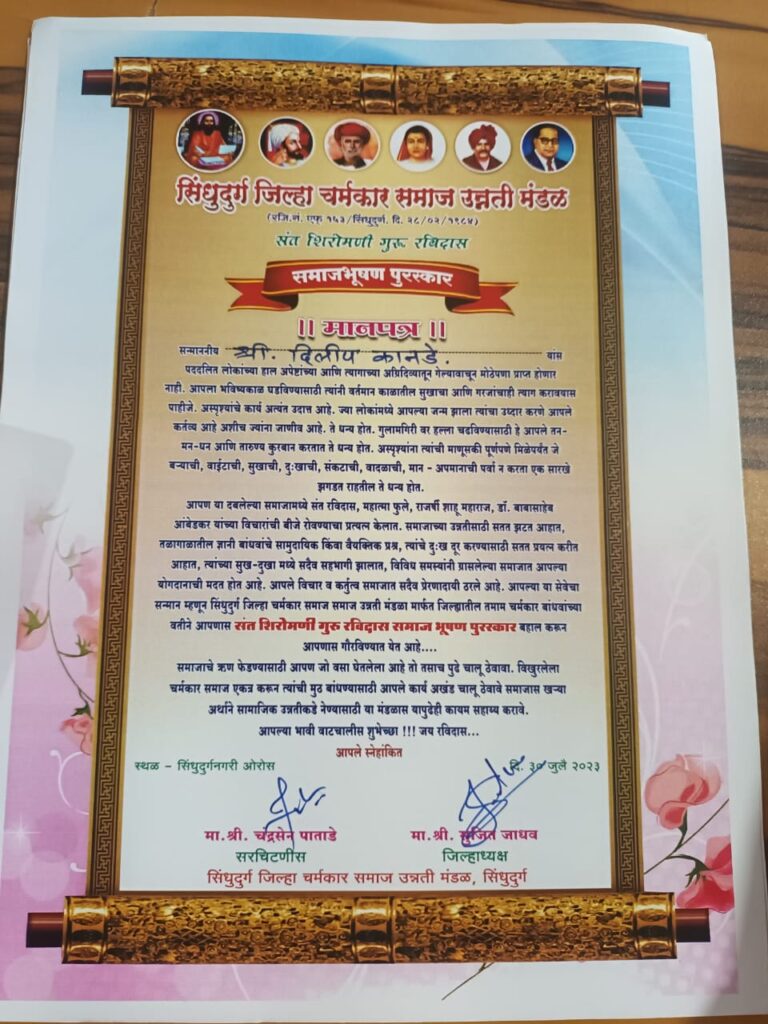 सिंधुदुर्ग जिल्हा चर्मकार समाज उन्नती मंडळ
(रजि.नं. एफ् १५३/सिंधुदुर्ग. दि. २८/०२/१९८४)
संत शिरोमणी गुरू रविदास
समाजभूषण पुरस्कार
॥ मानपत्र ॥
सन्माननीय श्री. दिलीप कानडे. यांस
पददलित लोकांच्या हाल अपेष्टांच्या आणि त्यागाच्या अग्निदिव्यातून गेल्यावाचून मोठेपणा प्राप्त होणार
नाही. आपला भविष्यकाळ घडविण्यासाठी त्यांनी वर्तमान काळातील सुखाचा आणि गरजांचाही त्याग करावयास
पाहीजे. अस्पृश्यांचे कार्य अत्यंत उदात्त आहे. ज्या लोकांमध्ये आपल्या जन्म झाला त्यांचा उध्दार करणे आपले
कर्तव्य आहे अशीच ज्यांना जाणीव आहे. ते धन्य होत. गुलामगिरी वर हल्ला चढविण्यासाठी हे आपले तन-
मन-धन आणि तारुण्य कुरबान करतात ते धन्य होत. अस्पृश्यांना त्यांची माणूसकी पूर्णपणे मिळेपर्यंत जे
बऱ्याची, वाईटाची, सुखाची, दुःखाची, संकटाची, वादळाची, मान - अपमानाची पर्वा न करता एक सारखे
झगडत राहतील ते धन्य होत.
आपण या दबलेल्या समाजामध्ये संत रविदास, महात्मा फुले, राजर्षी शाहू महाराज, डॉ. बाबासाहेब
आंबेडकर यांच्या विचारांची बीजे रोवण्याचा प्रयत्न केलात. समाजाच्या उन्नतीसाठी सतत झटत आहात,
तळागाळातील ज्ञानी बांधवांचे सामुदायिक किंवा वैयक्तिक प्रश्न, त्यांचे दुःख दूर करण्यासाठी सतत प्रयत्न करीत
आहात, त्यांच्या सुख-दुखा मध्ये सदैव सहभागी झालात, विविध समस्यांनी ग्रासलेल्या समाजात आपल्या
योगदानाची मदत होत आहे. आपले विचार व कर्तृत्व समाजात सदैव प्रेरणादायी ठरले आहे. आपल्या या सेवेचा
सन्मान म्हणून सिंधुदुर्ग जिल्हा चर्मकार समाज समाज उन्नती मंडळा मार्फत जिल्ह्यातील तमाम चर्मकार बांधवांच्या
वतीने आपणास संत शिरोमणी गुरू रविदास समाज भूषण पुरस्कार बहाल करून
आपणास गौरविण्यात येत आहे....
समाजाचे ऋण फेडण्यासाठी आपण जो वसा घेतलेला आहे तो तसाच पुढे चालू ठेवावा. विखुरलेला
चर्मकार समाज एकत्र करून त्यांची मुठ बांधण्यासाठी आपले कार्य अखंड चालू ठेवावे समाजास खऱ्या
अर्थाने सामाजिक उन्नतीकडे नेण्यासाठी या मंडळास यापुढेही कायम सहाय्य करावे.
आपल्या भावी वाटचालीस शुभेच्छा !!! जय रविदास...
आपले स्नेहांकित
स्थळ - सिंधुदुर्गनगरी ओरोस
दि. ३० जुलै २०२३
मा.श्री. चंद्रसेन पाताडे
मा.श्री. सुजित जाधव
सरचिटणीस
जिल्हाध्यक्ष
सिंधुदुर्ग जिल्हा चर्मकार समाज उन्नती मंडळ, सिंधुदुर्ग